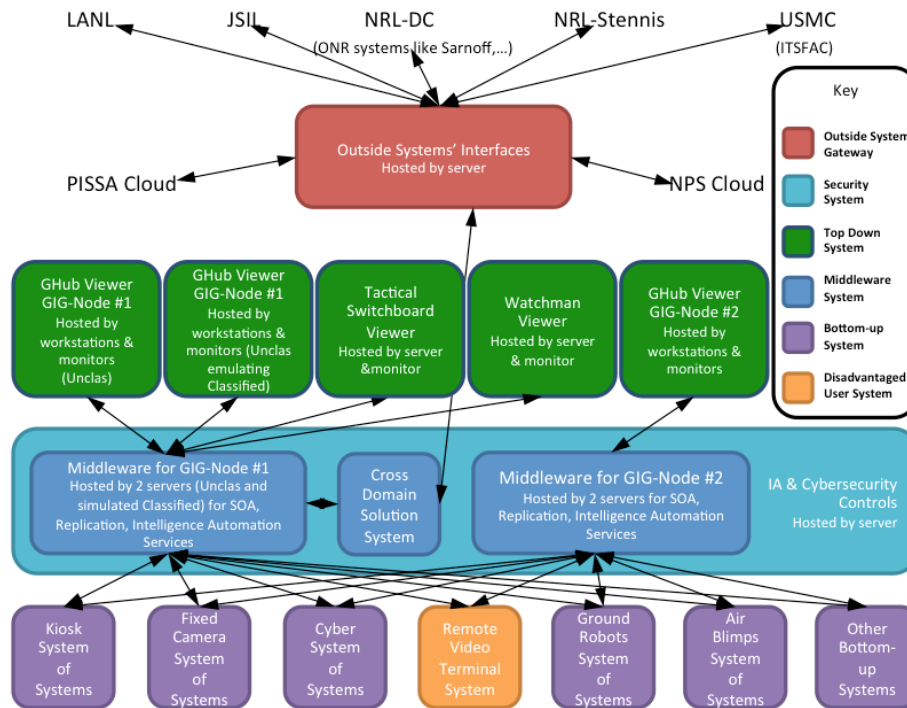 LANL
JSIL
NRL-DC
NRL-Stennis
USMC
(ONR systems like Sarnoff,...)
(ITSFAC)
Key
Outside System
Gateway
Security
System
Top Down
System
Middleware
System
Bottom-up
System
Disadvantaged
User System
Outside Systems' Interfaces
Hosted by server
PISSA Cloud
NPS Cloud
GHub Viewer
GIG-Node #1
Hosted by
workstations &
monitors
(Unclas)
GHub Viewer
GIG-Node #1
Hosted by
workstations &
monitors (Unclas
emulating
Classified)
Tactical
Switchboard
Viewer
Hosted by server
&monitor
Watchman
Viewer
Hosted by server
& monitor
GHub Viewer
GIG-Node #2
Hosted by
workstations &
monitors
Middleware for GIG-Node #1
Hosted by 2 servers (Unclas and
simulated Classified) for SOA,
Replication, Intelligence Automation
Services
Cross
Domain
Solution
System
Middleware for GIG-Node #2
Hosted by 2 servers for SOA,
Replication, Intelligence Automation
Services
IA & Cybersecurity
Controls
Hosted by server
Kiosk
System
of
Systems
Fixed
Camera
System
of
Systems
Cyber
System
of
Systems
Remote
Video
Terminal
System
Ground
Robots
System
of
Systems
Air
Blimps
System
of
Systems
Other
Bottom-
up
Systems